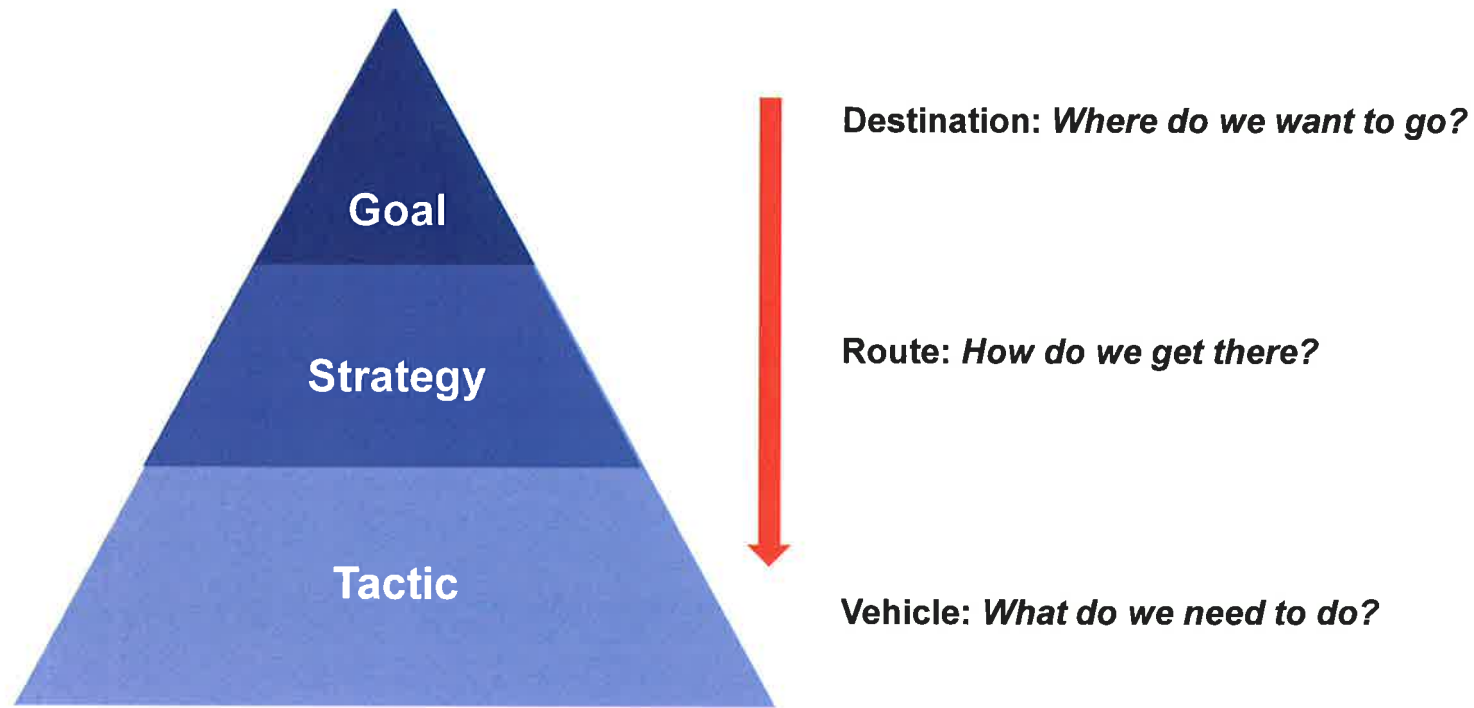 Destination: Where do we want to go?
Goal
Route: How do we get there?
Strategy
Tactic
Vehicle: What do we need to do?